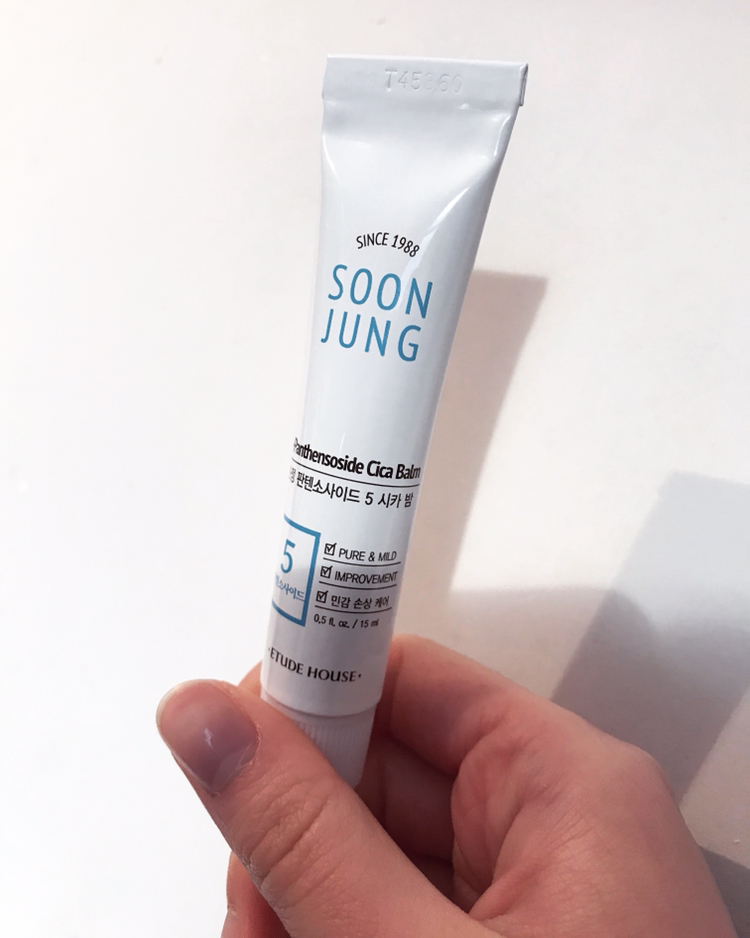 SINCE 1988
SOON
JUNG
Panthensoside Cica Balm
판텐소사이드 5 시카 밤
5
PURE & MILD
IMPROVEMENT
민감 손상 케어
0.5 fl. oz. / 15 ml
·ETUDE HOUSE·